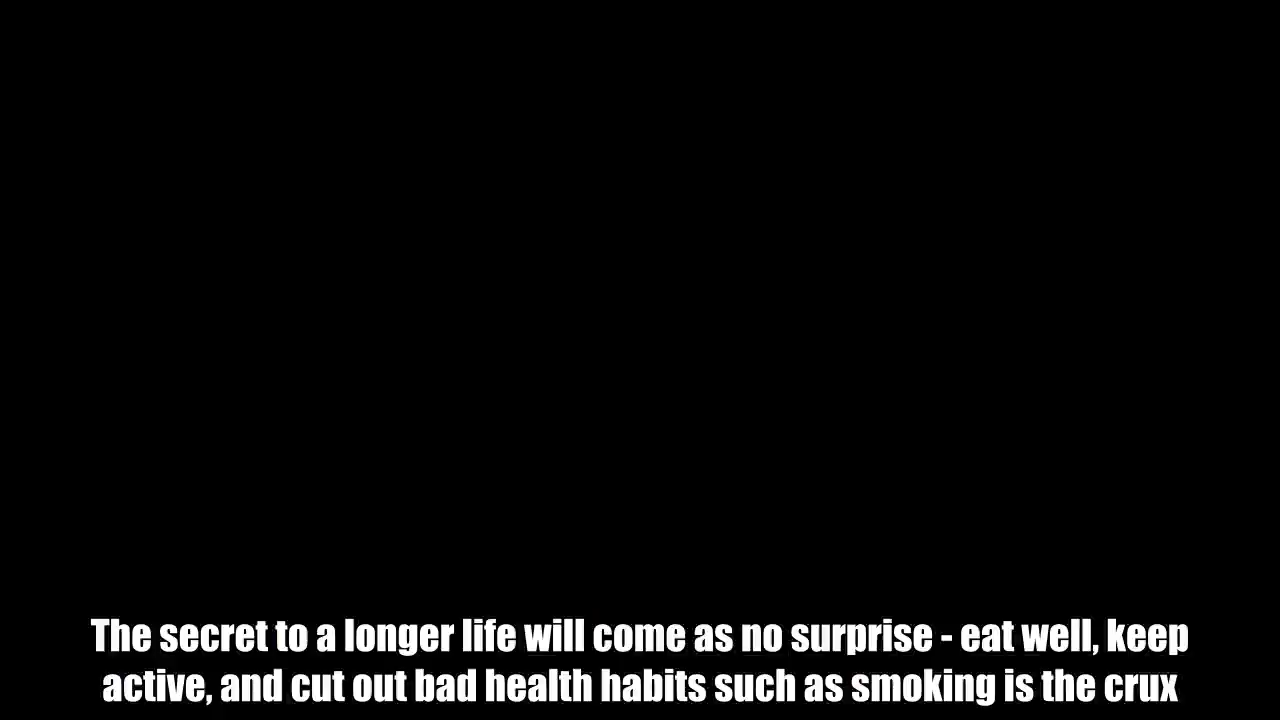 The secret to a longer life will come as no surprise - eat well, keep
active, and cut out bad health habits such as smoking is the crux